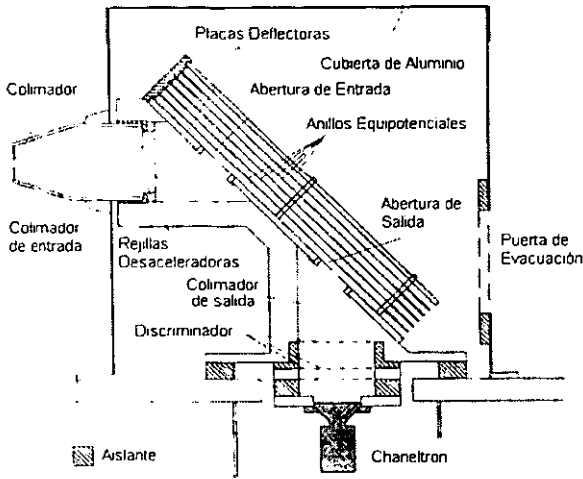 Placas Deflectoras
Cubierta de Aluminio
Colimador
Abertura de Entrada
Anillos Equipotenciales
Abertura de
Salida
Colimador
de entrada
Rejillas
Desaceleradoras
Puerta de
Evacuación
Colimador
de salida
Discriminador
Aislante
Chaneltron